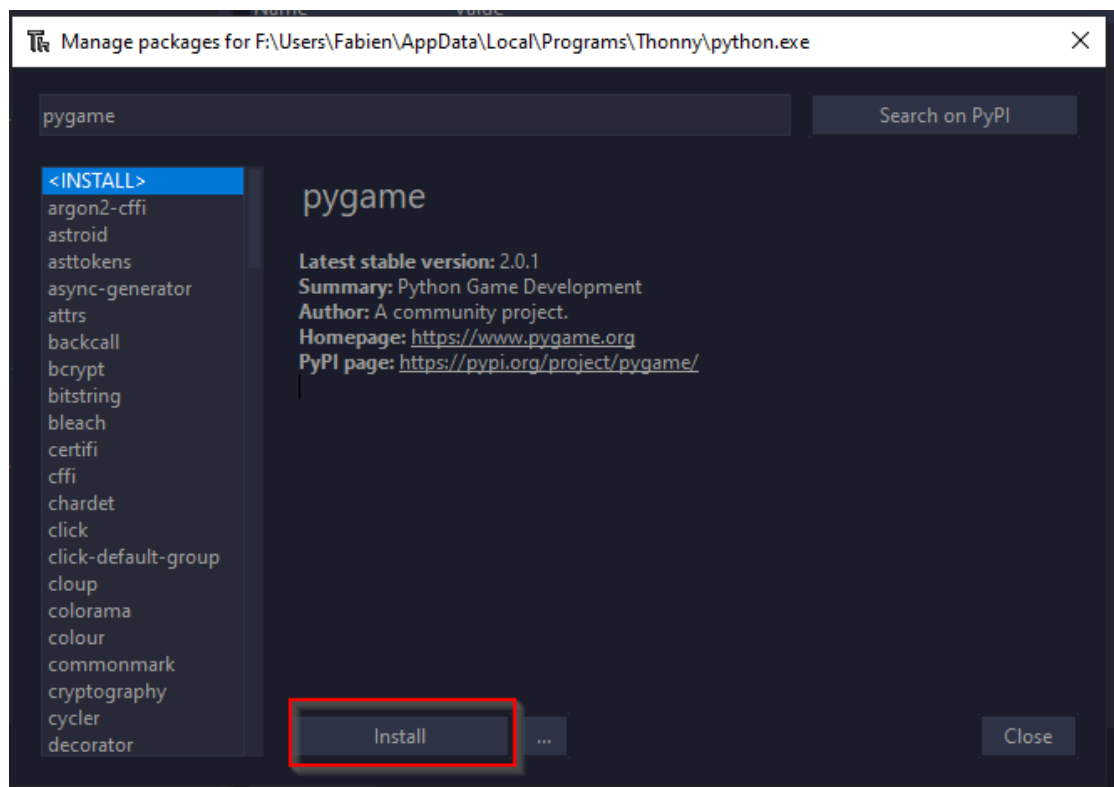 Manage packages for F:\Users\Fabien\AppData\Local\Programs\Thonny\python.exe
pygame
Search on PyPI
<INSTALL>
argon2-cffi
astroid
asttokens
async-generator
attrs
backcall
bcrypt
bitstring
bleach
certifi
cffi
chardet
click
click-default-group
cloup
colorama
colour
commonmark
cryptography
cycler
decorator
pygame
Latest stable version: 2.0.1
Summary: Python Game Development
Author: A community project.
Homepage: https://www.pygame.org
PyPI page: https://pypi.org/project/pygame/
Install
...
Close